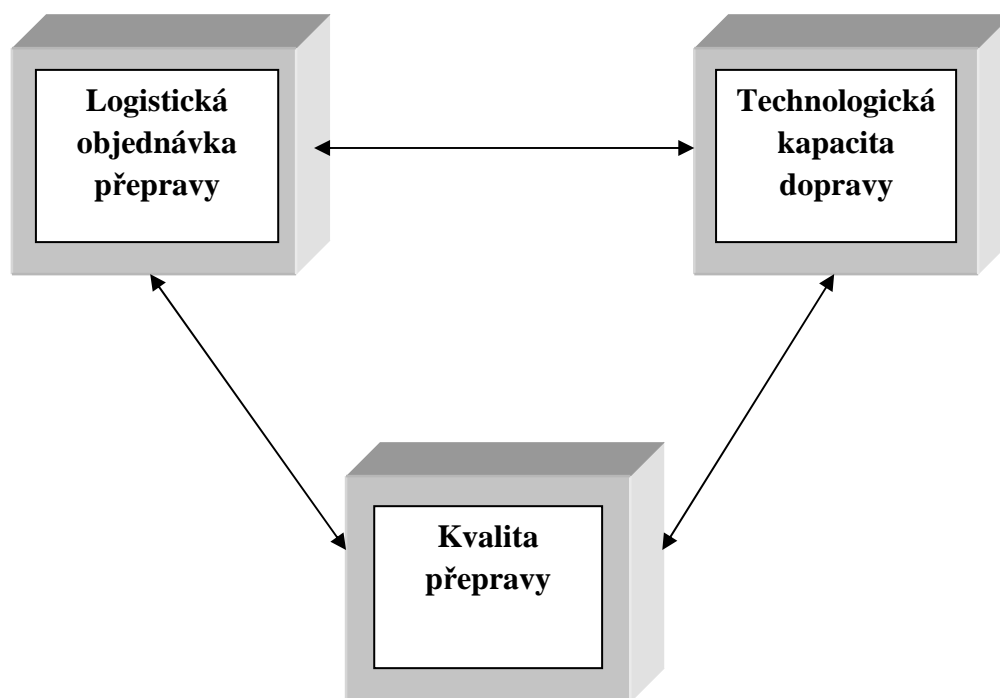 Logistická
objednávka
přepravy
Technologická
kapacita
dopravy
Kvalita
přepravy